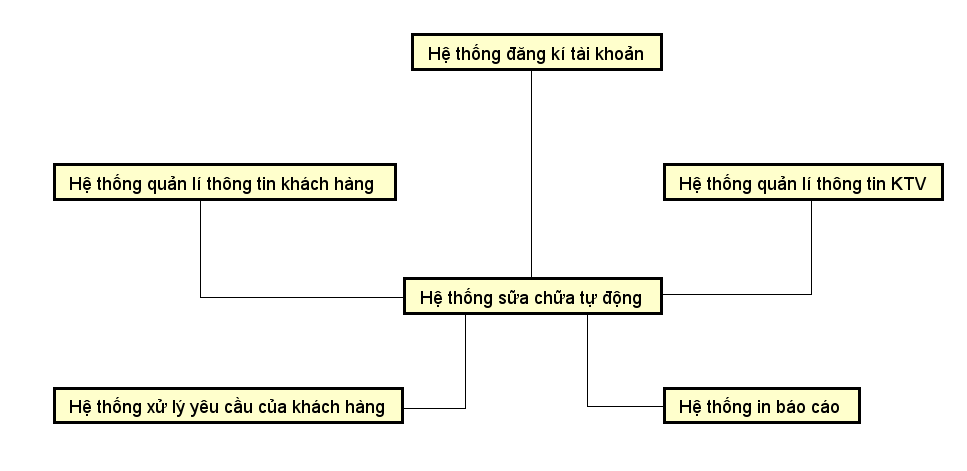 Hệ thống đăng kí tài khoản
Hệ thống quản lí thông tin khách hàng
Hệ thống quản lí thông tin KTV
Hệ thống sữa chữa tự động
Hệ thống xử lý yêu cầu của khách hàng
Hệ thống in báo cáo